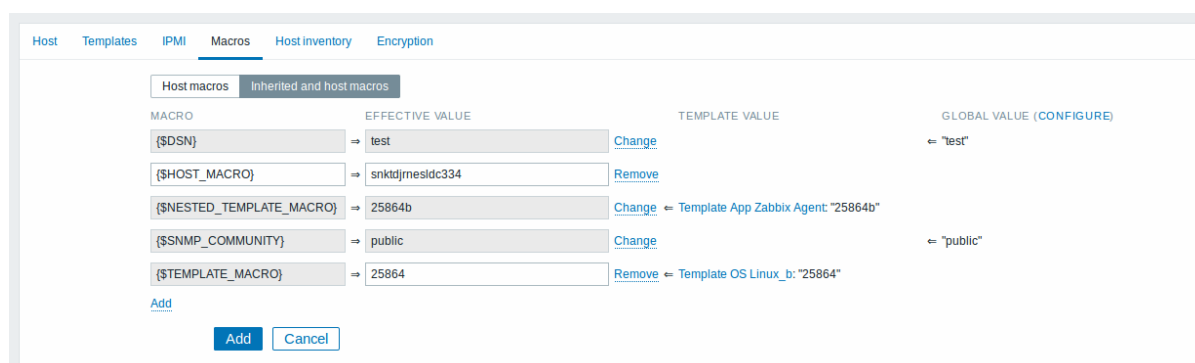 Host Templates IPMI Macros Host inventory Encryption
Host macros Inherited and host macros
MACRO EFFECTIVE VALUE TEMPLATE VALUE GLOBAL VALUE (CONFIGURE)
{$DSN} ⇒ test Change ⇐ "test"
{$HOST_MACRO} ⇒ snktdjrnesldc334 Remove
{$NESTED_TEMPLATE_MACRO} ⇒ 25864b Change ⇐ Template App Zabbix Agent: "25864b"
{$SNMP_COMMUNITY} ⇒ public Change ⇐ "public"
{$TEMPLATE_MACRO} ⇒ 25864 Remove ⇐ Template OS Linux_b: "25864"
Add
Add Cancel